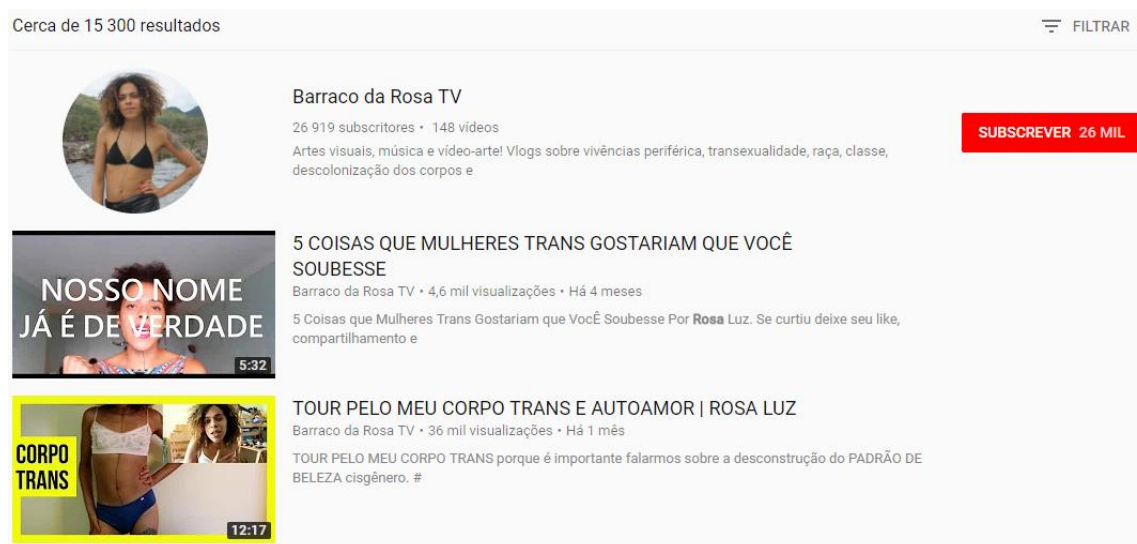 Cerca de 15 300 resultados
FILTRAR
Barraco da Rosa TV
26 919 subscritores • 148 vídeos
SUBSCREVER 26 MIL
Artes visuais, música e vídeo-arte! Vlogs sobre vivências periférica, transexualidade, raça, classe,
descolonização dos corpos e
5 COISAS QUE MULHERES TRANS GOSTARIAM QUE VOCÊ
SOUBESSE
Barraco da Rosa TV • 4,6 mil visualizações • Há 4 meses
5 Coisas que Mulheres Trans Gostariam que VocÊ Soubesse Por Rosa Luz. Se curtiu deixe seu like,
compartilhamento e
NOSSO NOME
JÁ É DE VERDADE
5:32
TOUR PELO MEU CORPO TRANS E AUTOAMOR | ROSA LUZ
Barraco da Rosa TV • 36 mil visualizações • Há 1 mês
TOUR PELO MEU CORPO TRANS porque é importante falarmos sobre a desconstrução do PADRÃO DE
BELEZA cisgênero. #
CORPO
TRANS
12:17